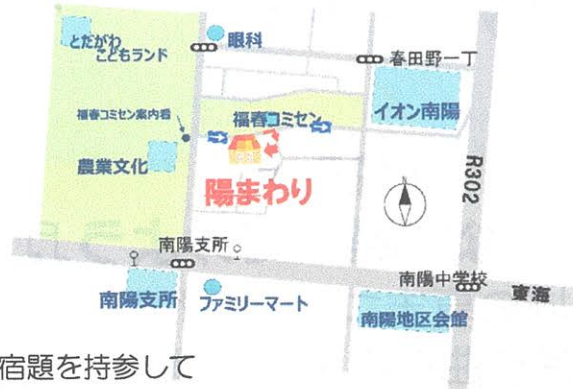 とだがわ
こどもランド
眼科
春田野一丁
福春コミセン案内看
福春コミセン
イオン南陽
農業文化
陽まわり
R302
南陽支所
南陽中学校
東海
南陽支所
ファミリーマート
南陽地区会館
宿題を持参して